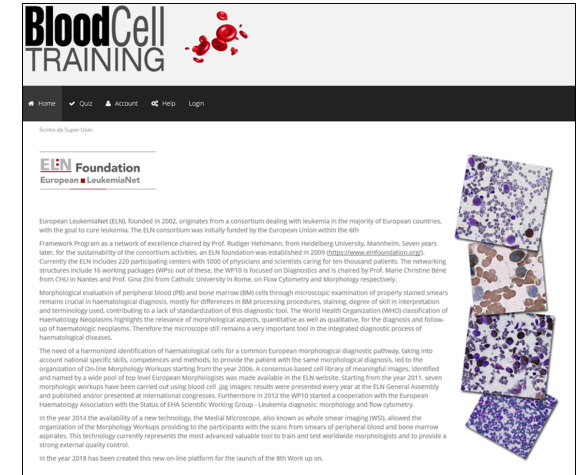 BloodCell
TRAINING
Home Quiz Account Help Login
Scritto da Super User.
ELN Foundation
European LeukemiaNet
European LeukemiaNet (ELN), founded in 2002, originates from a consortium dealing with leukemia in the majority of European countries,
with the goal to cure leukemia. The ELN consortium was initially funded by the European Union within the 6th
Framework Program as a network of excellence chaired by Prof. Rudiger Hehlmann, from Heidelberg University, Mannheim. Seven years
later, for the sustainability of the consortium activities, an ELN foundation was established in 2009 (https://www.elnfoundation.org/).
Currently the ELN includes 220 participating centers with 1000 of physicians and scientists caring for ten thousand patients. The networking
structures include 16 working packages (WPs): out of these, the WP10 is focused on Diagnostics and is chaired by Prof. Marie Christine Béné
from CHU in Nantes and Prof. Gina Zini from Catholic University in Rome, on Flow Cytometry and Morphology respectively.
Morphological evaluation of peripheral blood (PB) and bone marrow (BM) cells through microscopic examination of properly stained smears
remains crucial in haematological diagnosis, mostly for differences in BM processing procedures, staining, degree of skill in interpretation
and terminology used, contributing to a lack of standardization of this diagnostic tool. The World Health Organization (WHO) classification of
Haematology Neoplasms highlights the relevance of morphological aspects, quantitative as well as qualitative, for the diagnosis and follow-
up of haematologic neoplasms. Therefore the microscope still remains a very important tool in the integrated diagnostic process of
haematological diseases.
The need of a harmonized identification of haematological cells for a common European morphological diagnostic pathway, taking into
account national specific skills, competences and methods, to provide the patient with the same morphological diagnosis, led to the
organization of On-line Morphology Workups starting from the year 2006. A consensus-based cell library of meaningful images, identified
and named by a wide pool of top level European Morphologists was made available in the ELN website. Starting from the year 2011, seven
morphologic workups have been carried out using blood cell .jpg images: results were presented every year at the ELN General Assembly
and published and/or presented at international congresses. Furthermore in 2012 the WP10 started a cooperation with the European
Haematology Association with the Status of EHA Scientific Working Group - Leukemia diagnosis: morphology and flow cytometry.
In the year 2014 the availability of a new technology, the Medial Microscope, also known as whole smear imaging (WSI), allowed the
organization of the Morphology Workups providing to the participants with the scans from smears of peripheral blood and bone marrow
aspirates. This technology currently represents the most advanced valuable tool to train and test worldwide morphologists and to provide a
strong external quality control.
In the year 2018 has been created this new on-line platform for the launch of the 8th Work up on.